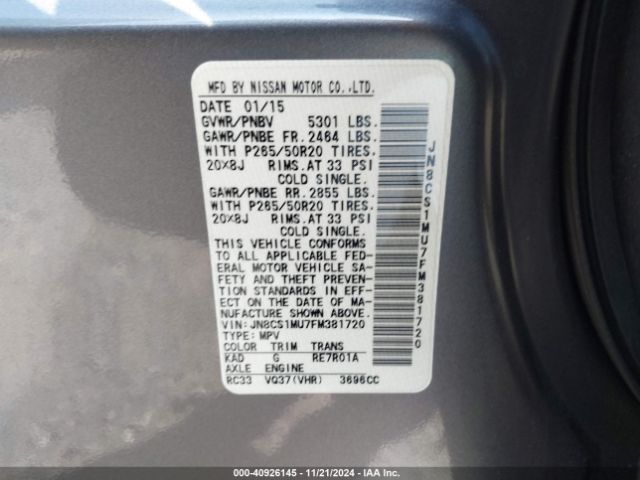 MFD BY NISSAN MOTOR CO.,LTD.
DATE 01/15
GVWR/PNBV 5301 LBS.
GAWR/PNBE FR. 2484 LBS.
WITH P265/50R20 TIRES.
20X8J RIMS. AT 33 PSI
COLD SINGLE.
GAWR/PNBE RR. 2855 LBS.
WITH P265/50R20 TIRES.
20X8J RIMS. AT 33 PSI
COLD SINGLE.
THIS VEHICLE CONFORMS
TO ALL APPLICABLE FED-
ERAL MOTOR VEHICLE SA-
FETY AND THEFT PREVEN-
TION STANDARDS IN EFF-
ECT ON THE DATE OF MA-
NUFACTURE SHOWN ABOVE.
VIN: JN8CS1MU7FM381720
TYPE: MPV
COLOR TRIM TRANS
KAD G RE7R01A
AXLE ENGINE
RC33 VQ37(VHR) 3696CC
JN8CS1MU7FM381720
000-40926145 - 11/21/2024 - IAAI.COM